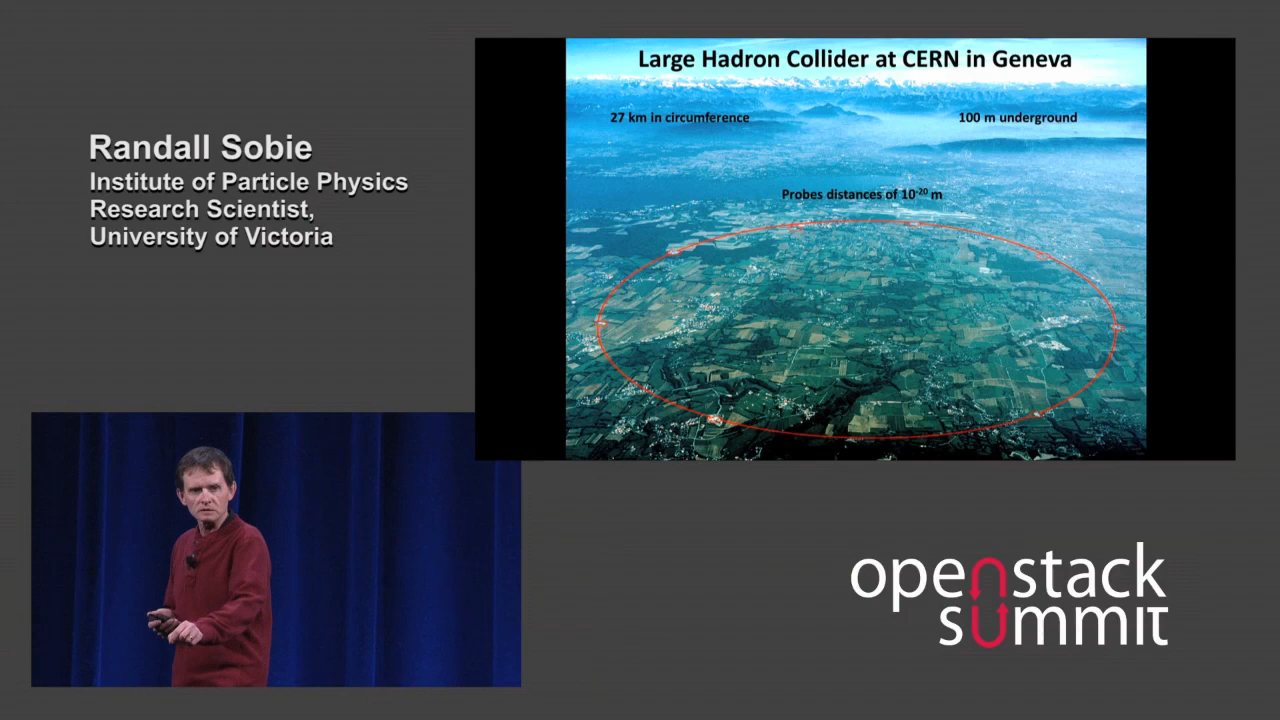 Randall Sobie
Institute of Particle Physics
Research Scientist,
University of Victoria
Large Hadron Collider at CERN in Geneva
27 km in circumference
100 m underground
Probes distances of 10⁻²⁰ m
openstack
summit